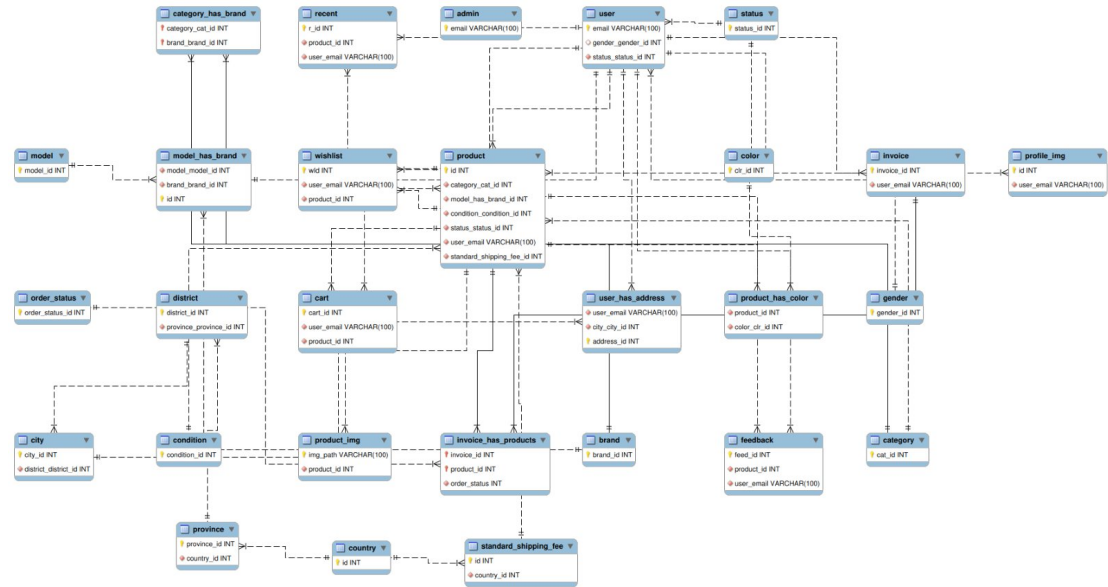 category_has_brand
category_cat_id INT
brand_brand_id INT
recent
r_id INT
product_id INT
user_email VARCHAR(100)
admin
email VARCHAR(100)
user
email VARCHAR(100)
gender_gender_id INT
status_status_id INT
status
status_id INT
model
model_id INT
model_has_brand
model_model_id INT
brand_brand_id INT
id INT
wishlist
wid INT
user_email VARCHAR(100)
product_id INT
product
id INT
category_cat_id INT
model_has_brand_id INT
condition_condition_id INT
status_status_id INT
user_email VARCHAR(100)
standard_shipping_fee_id INT
color
clr_id INT
invoice
invoice_id INT
user_email VARCHAR(100)
profile_img
id INT
user_email VARCHAR(100)
order_status
order_status_id INT
district
district_id INT
province_province_id INT
cart
cart_id INT
user_email VARCHAR(100)
product_id INT
user_has_address
user_email VARCHAR(100)
city_city_id INT
address_id INT
product_has_color
product_id INT
color_clr_id INT
gender
gender_id INT
city
city_id INT
district_district_id INT
condition
condition_id INT
product_img
img_path VARCHAR(100)
product_id INT
invoice_has_products
invoice_id INT
product_id INT
order_status INT
brand
brand_id INT
feedback
feed_id INT
product_id INT
user_email VARCHAR(100)
category
cat_id INT
province
province_id INT
country_id INT
country
id INT
standard_shipping_fee
id INT
country_id INT